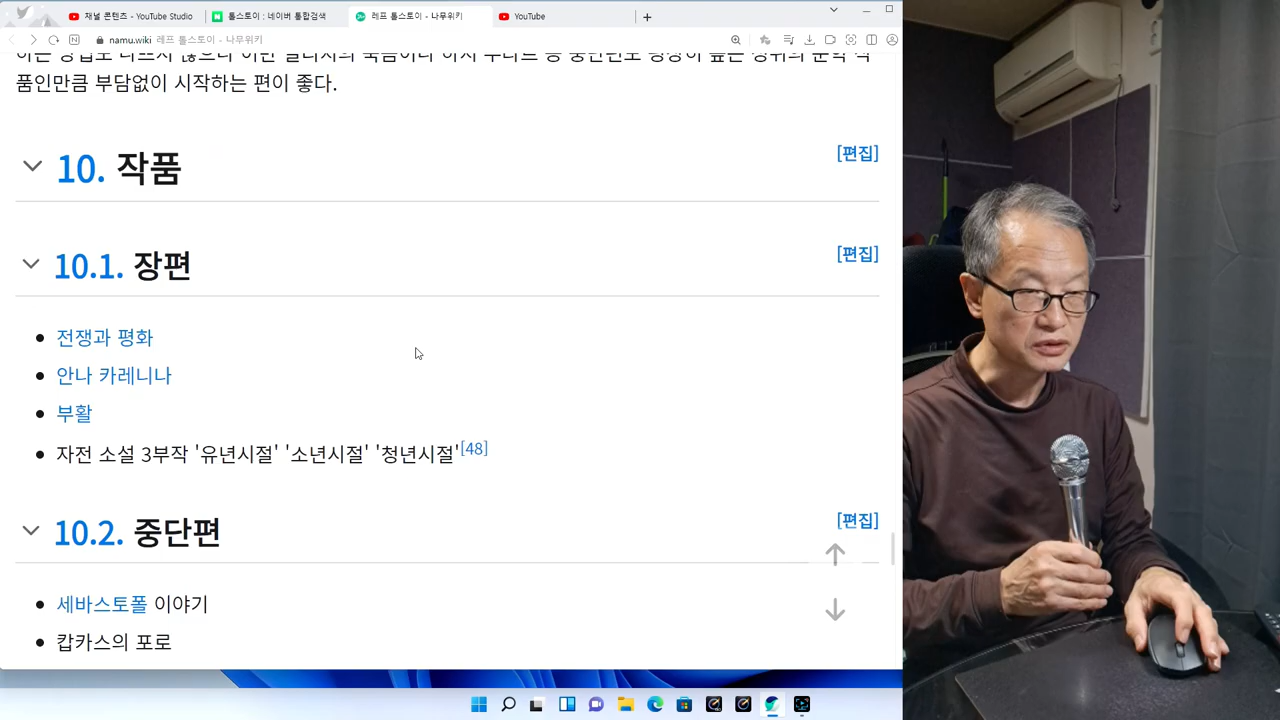 재널 콘텐츠 - YouTube Studio
톨스토이 : 네이버 통합검색
레프 톨스토이 - 나무위키
YouTube
namu.wiki 레프 톨스토이 - 나무위키
품인만큼 부담없이 시작하는 편이 좋다.
10. 작품
[편집]
10.1. 장편
[편집]
전쟁과 평화
안나 카레니나
부활
자전 소설 3부작 '유년시절' '소년시절' '청년시절'[48]
10.2. 중단편
[편집]
세바스토폴 이야기
캅카스의 포로